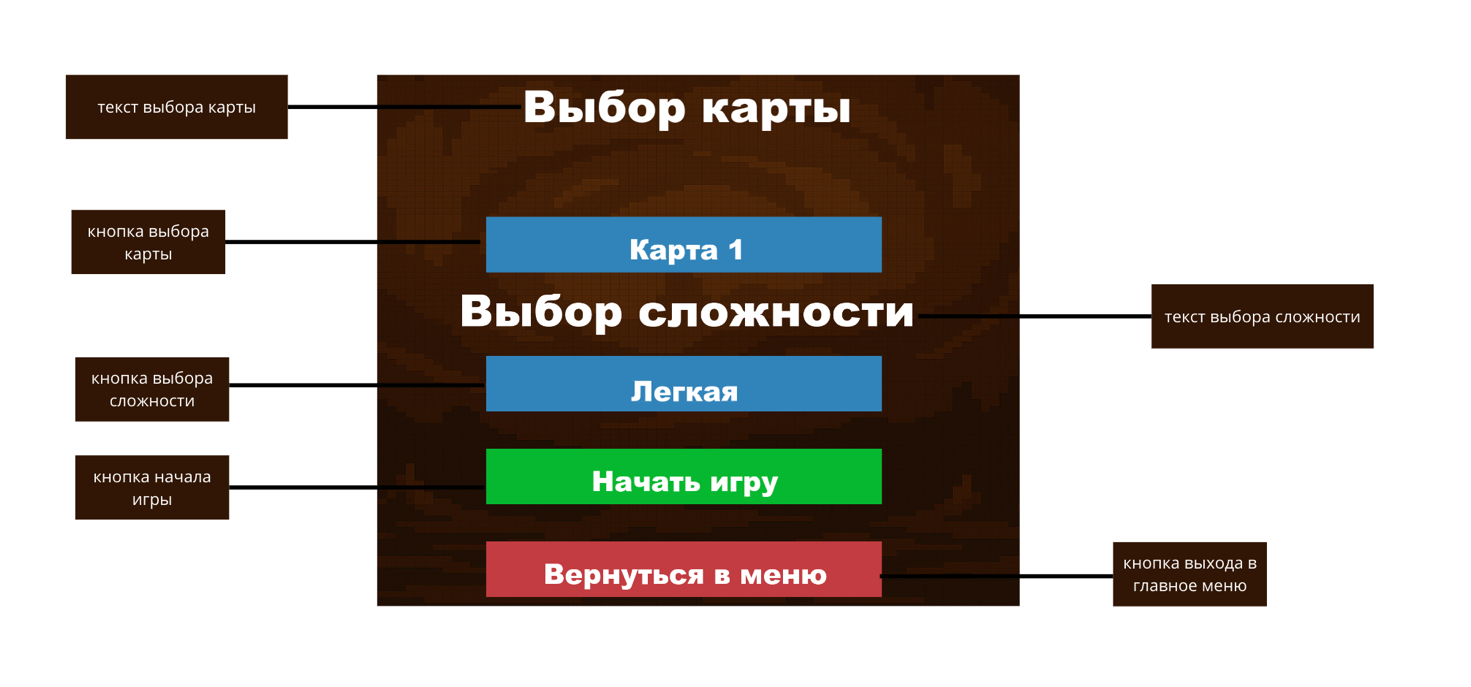 текст выбора карты
Выбор карты
кнопка выбора
карты
Карта 1
Выбор сложности
текст выбора сложности
кнопка выбора
сложности
Легкая
кнопка начала
игры
Начать игру
Вернуться в меню
кнопка выхода в
главное меню